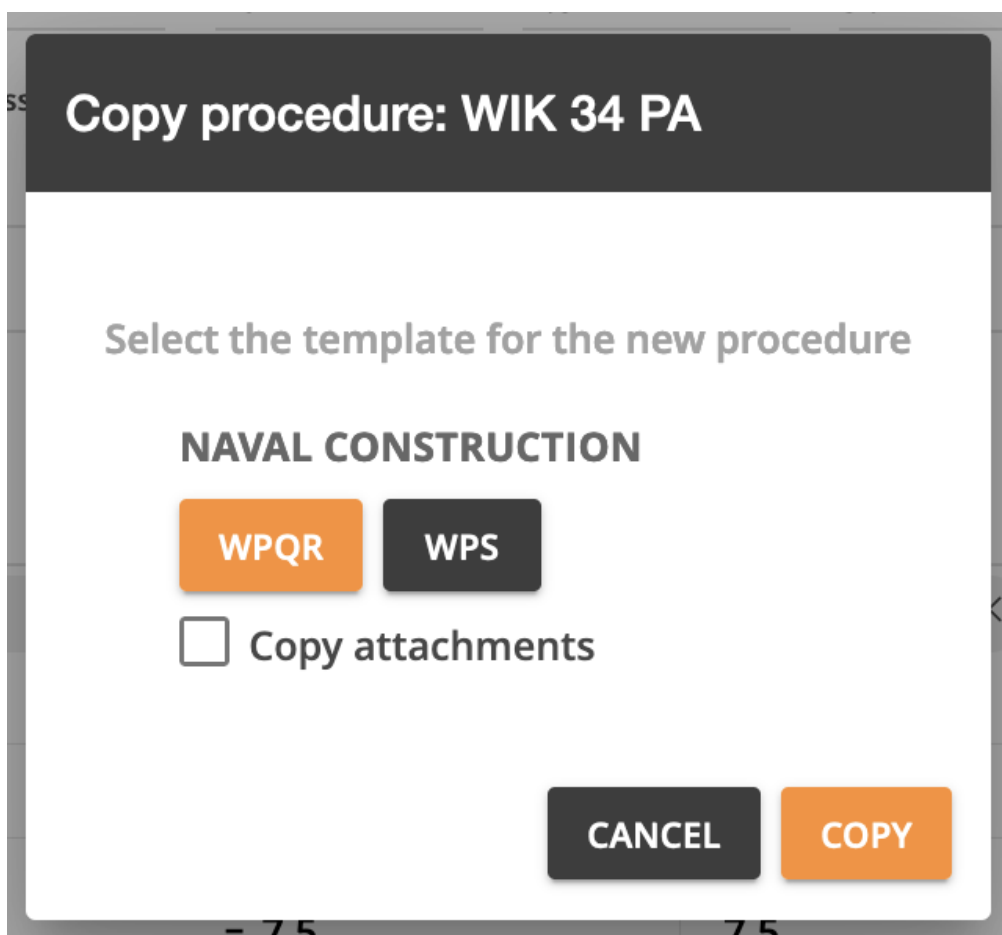 ss
Copy procedure: WIK 34 PA
Select the template for the new procedure
NAVAL CONSTRUCTION
WPQR WPS
Copy attachments
CANCEL COPY